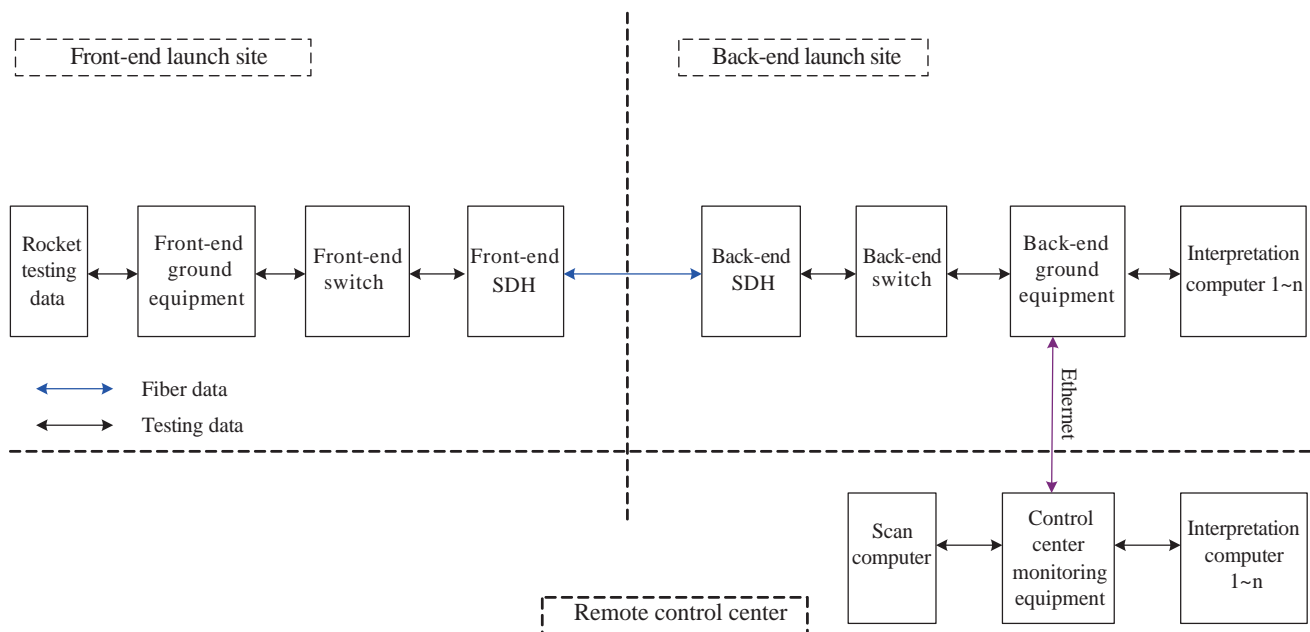 Front-end launch site
Back-end launch site
Rocket
testing
data
Front-end
ground
equipment
Front-end
switch
Front-end
SDH
Back-end
SDH
Back-end
switch
Back-end
ground
equipment
Interpretation
computer 1~n
Fiber data
Testing data
Ethernet
Scan
computer
Control
center
monitoring
equipment
Interpretation
computer
1~n
Remote control center